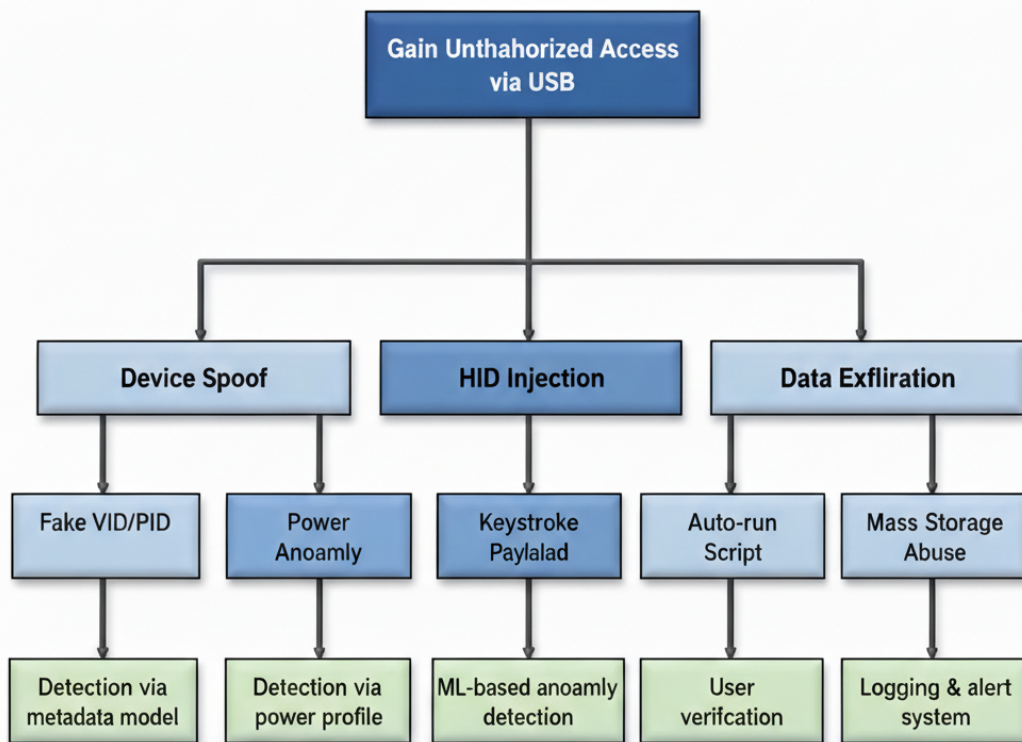 Gain Unthahorized Access
via USB
Device Spoof
HID Injection
Data Exfliration
Fake VID/PID
Power
Anoamly
Keystroke
Paylalad
Auto-run
Script
Mass Storage
Abuse
Detection via
metadata model
Detection via
power profile
ML-based anoamly
detection
User
verifcation
Logging & alert
system